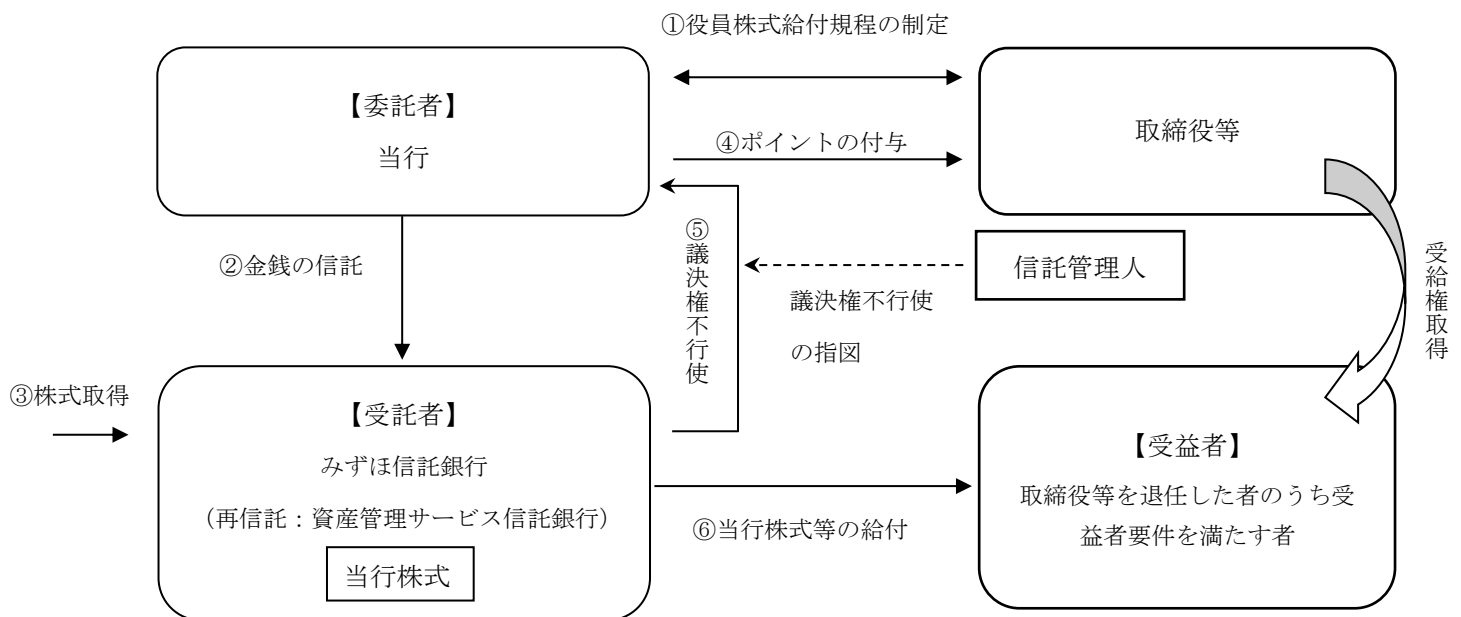 ①役員株式給付規程の制定
【委託者】
当行
取締役等
④ポイントの付与
②金銭の信託
⑤議決権不行使
信託管理人
議決権不行使
の指図
受給権取得
③株式取得
【受託者】
みずほ信託銀行
（再信託：資産管理サービス信託銀行）
当行株式
⑥当行株式等の給付
【受益者】
取締役等を退任した者のうち受
益者要件を満たす者